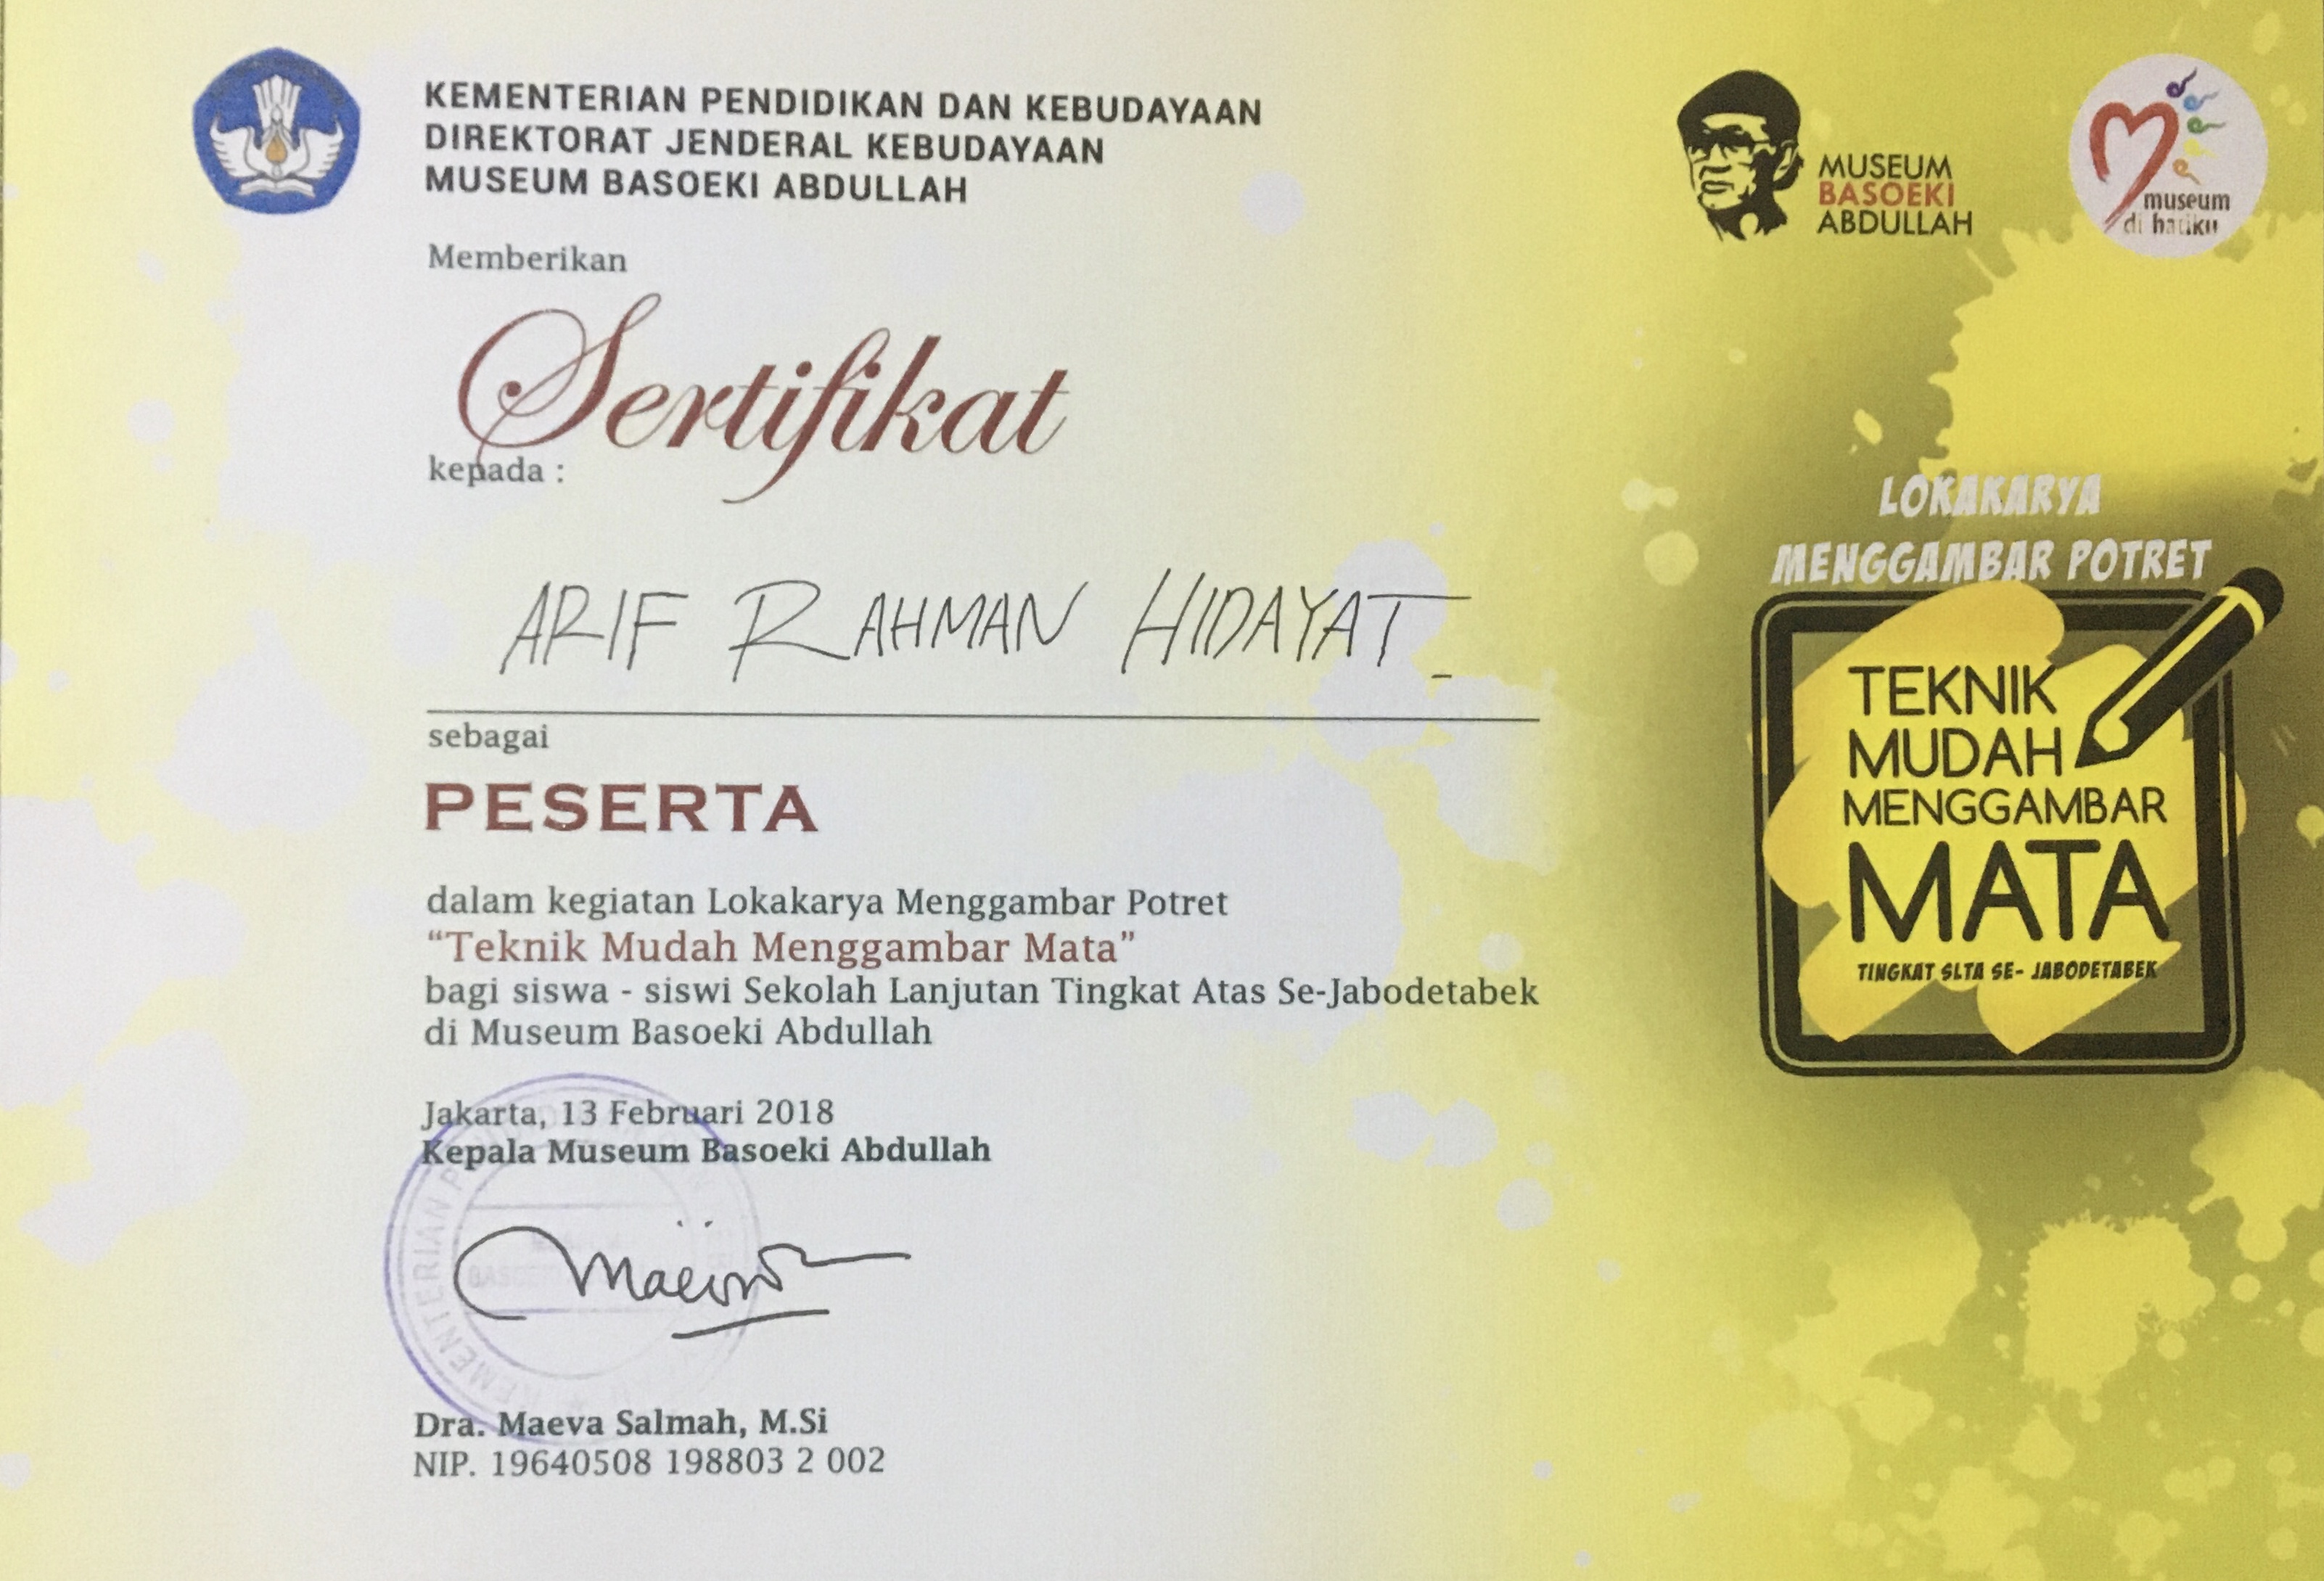 KEMENTERIAN PENDIDIKAN DAN KEBUDAYAAN
DIREKTORAT JENDERAL KEBUDAYAAN
MUSEUM BASOEKI ABDULLAH
MUSEUM
BASOEKI
ABDULLAH
museum
di hatiku
Memberikan
Sertifikat
kepada :
ARIF RAHMAN HIDAYAT
sebagai
PESERTA
dalam kegiatan Lokakarya Menggambar Potret
“Teknik Mudah Menggambar Mata”
bagi siswa - siswi Sekolah Lanjutan Tingkat Atas Se-Jabodetabek
di Museum Basoeki Abdullah
Jakarta, 13 Februari 2018
Kepala Museum Basoeki Abdullah
KEMENTERIAN
Dra. Maeva Salmah, M.Si
NIP. 19640508 198803 2 002
LOKAKARYA
MENGGAMBAR POTRET
TEKNIK
MUDAH
MENGGAMBAR
MATA
TINGKAT SLTA SE- JABODETABEK